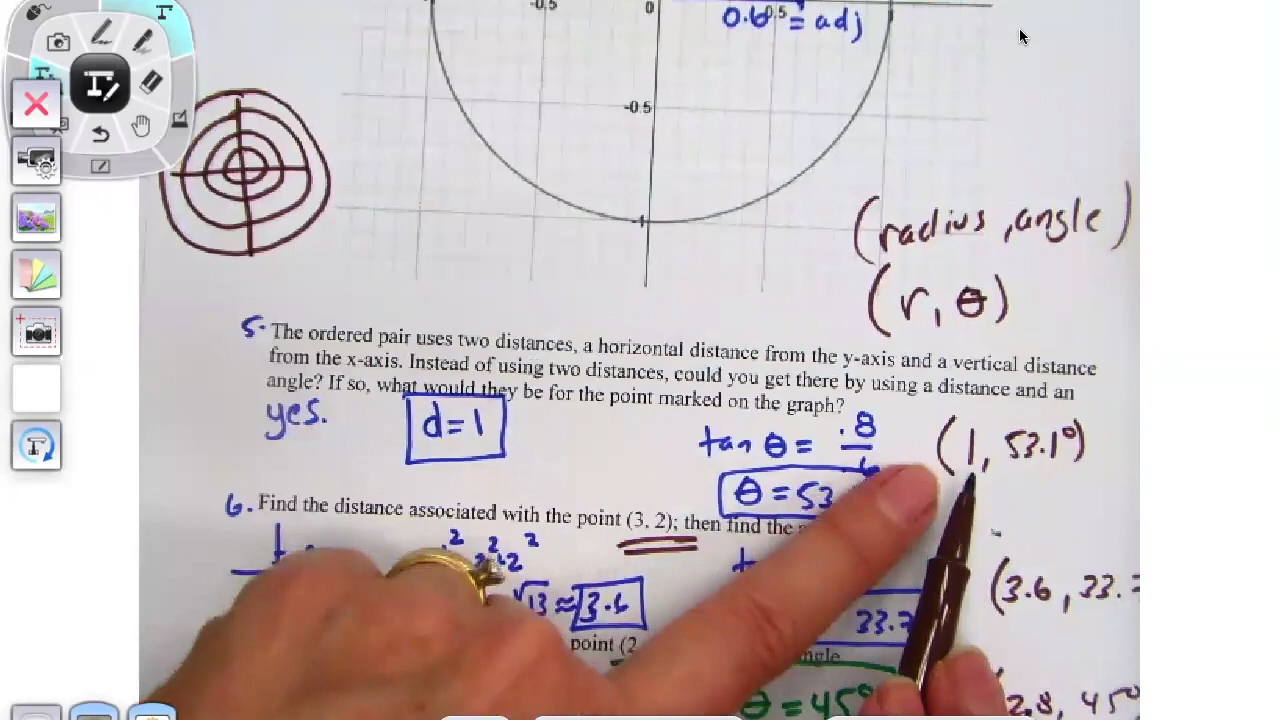 -0.5 0 0.5
0.6 = adj
-0.5
-1
(radius, angle)
(r, θ)
5. The ordered pair uses two distances, a horizontal distance from the y-axis and a vertical distance
from the x-axis. Instead of using two distances, could you get there by using a distance and an
angle? If so, what would they be for the point marked on the graph?
yes. d=1 tan θ = .8 (1, 53.1°)
θ = 53
6. Find the distance associated with the point (3, 2); then find the
√13 ≈ 3.6 33.7 (3.6, 33.7
point (2 angle
θ = 45° 2.8, 45°